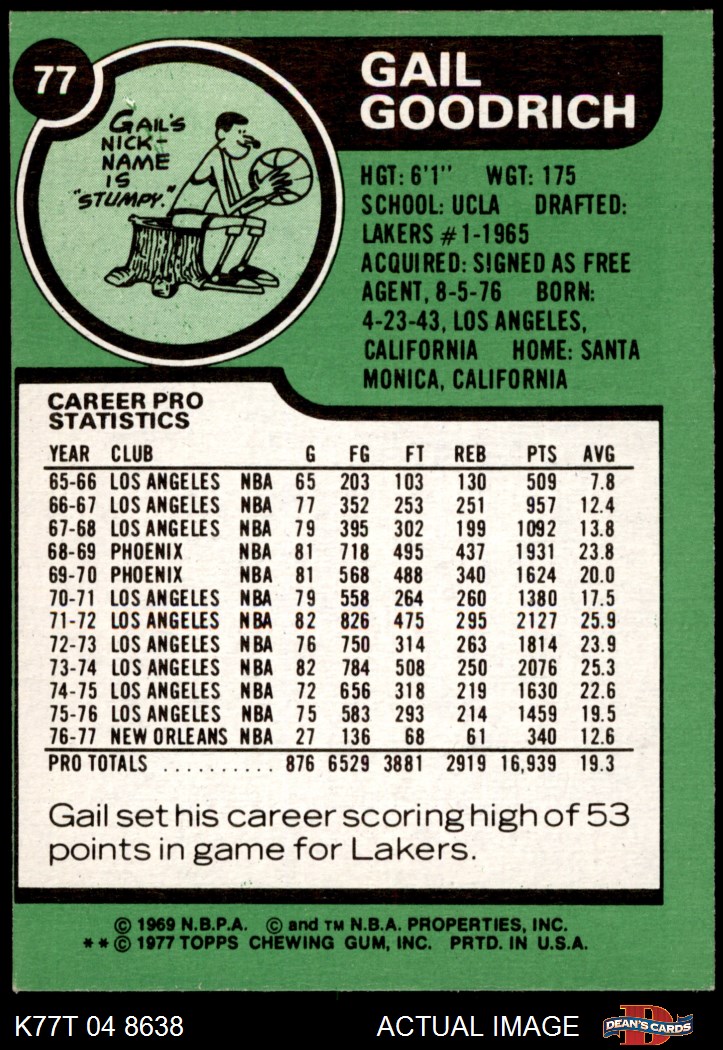 77
GAIL
GOODRICH
GAIL'S
NICK-
NAME
IS
"STUMPY."
HGT: 6'1" WGT: 175
SCHOOL: UCLA DRAFTED:
LAKERS #1-1965
ACQUIRED: SIGNED AS FREE
AGENT, 8-5-76 BORN:
4-23-43, LOS ANGELES,
CALIFORNIA HOME: SANTA
MONICA, CALIFORNIA
CAREER PRO
STATISTICS
YEAR CLUB G FG FT REB PTS AVG
65-66 LOS ANGELES NBA 65 203 103 130 509 7.8
66-67 LOS ANGELES NBA 77 352 253 251 957 12.4
67-68 LOS ANGELES NBA 79 395 302 199 1092 13.8
68-69 PHOENIX NBA 81 718 495 437 1931 23.8
69-70 PHOENIX NBA 81 568 488 340 1624 20.0
70-71 LOS ANGELES NBA 79 558 264 260 1380 17.5
71-72 LOS ANGELES NBA 82 826 475 295 2127 25.9
72-73 LOS ANGELES NBA 76 750 314 263 1814 23.9
73-74 LOS ANGELES NBA 82 784 508 250 2076 25.3
74-75 LOS ANGELES NBA 72 656 318 219 1630 22.6
75-76 LOS ANGELES NBA 75 583 293 214 1459 19.5
76-77 NEW ORLEANS NBA 27 136 68 61 340 12.6
PRO TOTALS .......... 876 6529 3881 2919 16,939 19.3
Gail set his career scoring high of 53
points in game for Lakers.
© 1969 N.B.P.A. © and TM N.B.A. PROPERTIES, INC.
**© 1977 TOPPS CHEWING GUM, INC. PRTD. IN U.S.A.
K77T 04 8638 ACTUAL IMAGE D DEAN'S CARDS